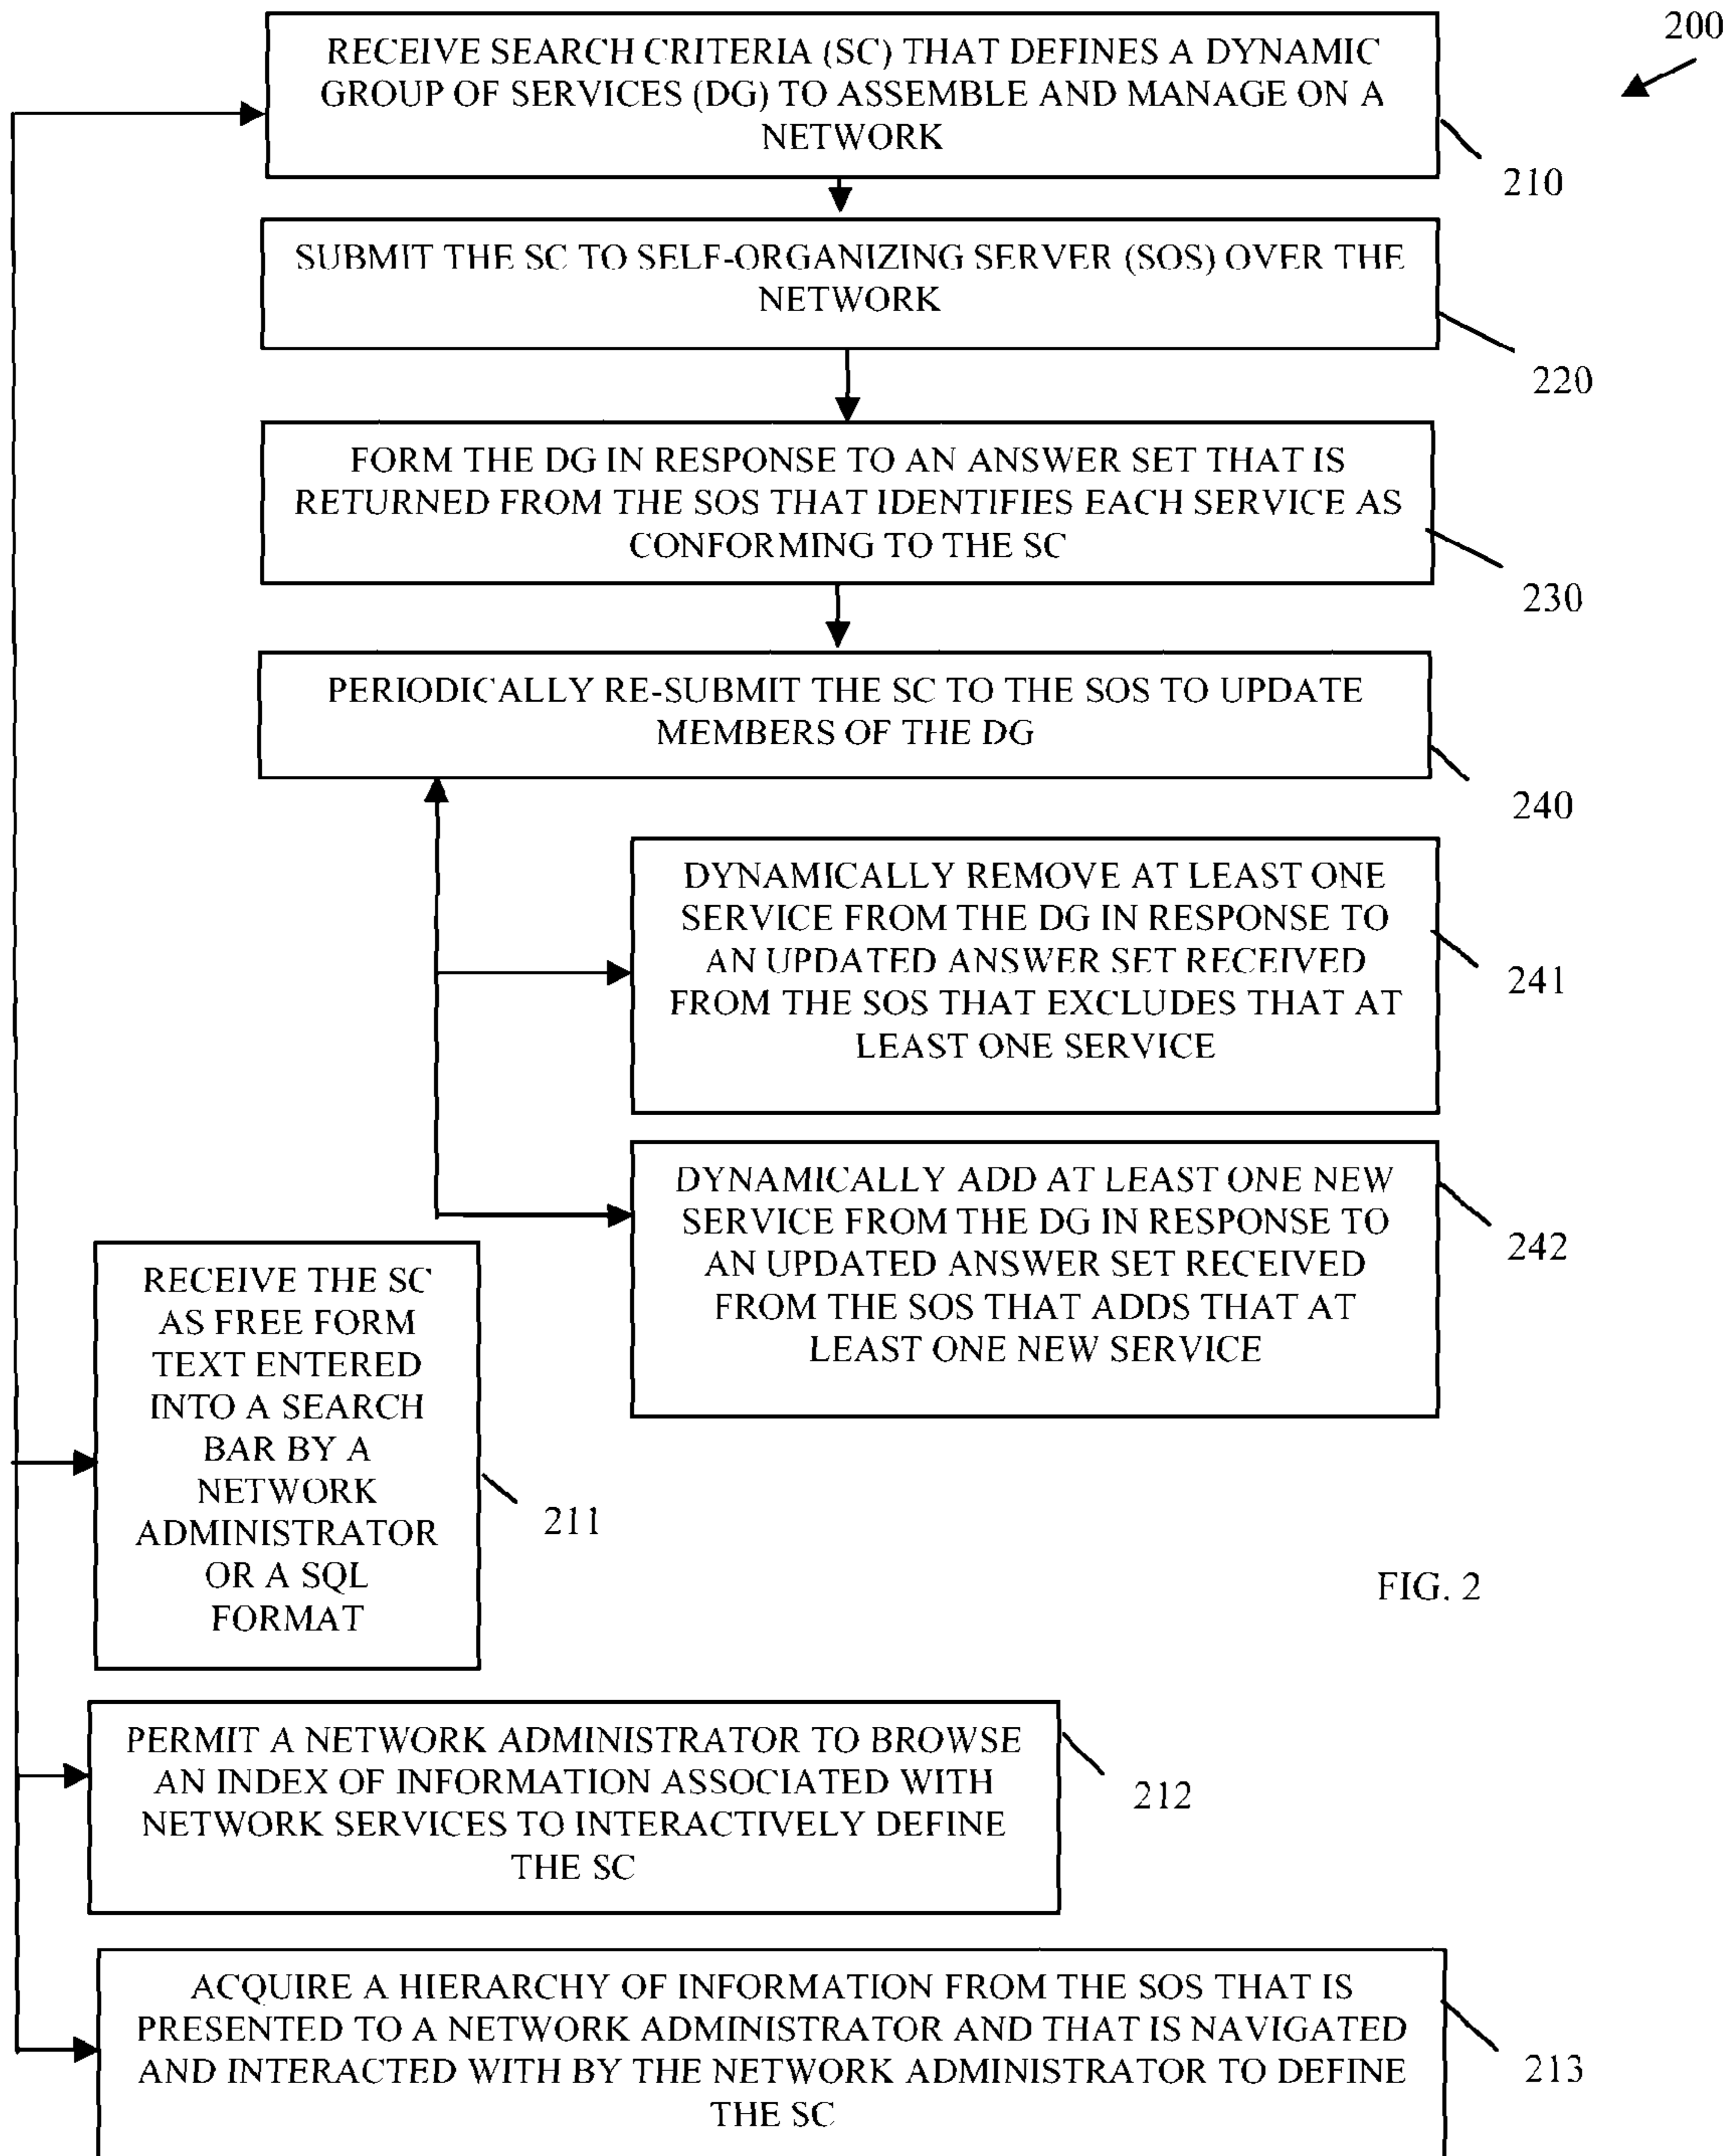 200
RECEIVE SEARCH CRITERIA (SC) THAT DEFINES A DYNAMIC
GROUP OF SERVICES (DG) TO ASSEMBLE AND MANAGE ON A
NETWORK
210
SUBMIT THE SC TO SELF-ORGANIZING SERVER (SOS) OVER THE
NETWORK
220
FORM THE DG IN RESPONSE TO AN ANSWER SET THAT IS
RETURNED FROM THE SOS THAT IDENTIFIES EACH SERVICE AS
CONFORMING TO THE SC
230
PERIODICALLY RE-SUBMIT THE SC TO THE SOS TO UPDATE
MEMBERS OF THE DG
240
DYNAMICALLY REMOVE AT LEAST ONE
SERVICE FROM THE DG IN RESPONSE TO
AN UPDATED ANSWER SET RECEIVED
FROM THE SOS THAT EXCLUDES THAT AT
LEAST ONE SERVICE
241
DYNAMICALLY ADD AT LEAST ONE NEW
SERVICE FROM THE DG IN RESPONSE TO
AN UPDATED ANSWER SET RECEIVED
FROM THE SOS THAT ADDS THAT AT
LEAST ONE NEW SERVICE
242
RECEIVE THE SC
AS FREE FORM
TEXT ENTERED
INTO A SEARCH
BAR BY A
NETWORK
ADMINISTRATOR
OR A SQL
FORMAT
211
FIG. 2
PERMIT A NETWORK ADMINISTRATOR TO BROWSE
AN INDEX OF INFORMATION ASSOCIATED WITH
NETWORK SERVICES TO INTERACTIVELY DEFINE
THE SC
212
ACQUIRE A HIERARCHY OF INFORMATION FROM THE SOS THAT IS
PRESENTED TO A NETWORK ADMINISTRATOR AND THAT IS NAVIGATED
AND INTERACTED WITH BY THE NETWORK ADMINISTRATOR TO DEFINE
THE SC
213